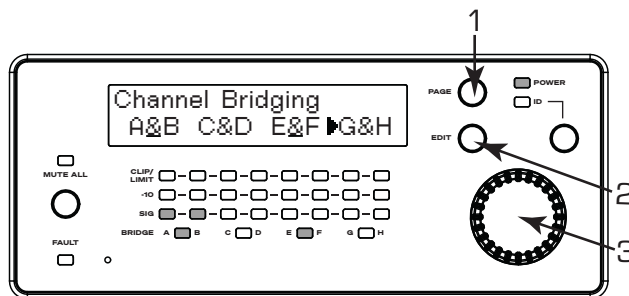 1
PAGE
POWER
ID
Channel Bridging
A&B C&D E&F ▶G&H
EDIT
2
MUTE ALL
CLIP/
LIMIT
-10
SIG
BRIDGE A B C D E F G H
3
FAULT